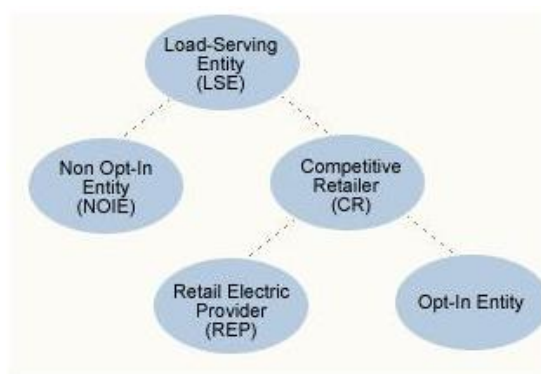 Load-Serving
Entity
(LSE)
Non Opt-In
Entity
(NOIE)
Competitive
Retailer
(CR)
Retail Electric
Provider
(REP)
Opt-In Entity